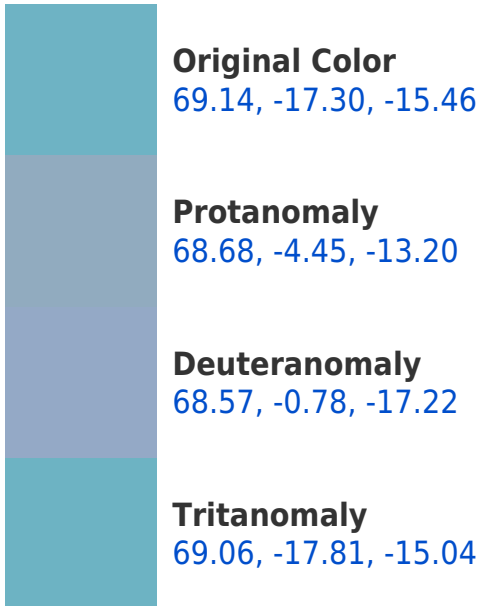 Original Color
69.14, -17.30, -15.46
Protanomaly
68.68, -4.45, -13.20
Deuteranomaly
68.57, -0.78, -17.22
Tritanomaly
69.06, -17.81, -15.04